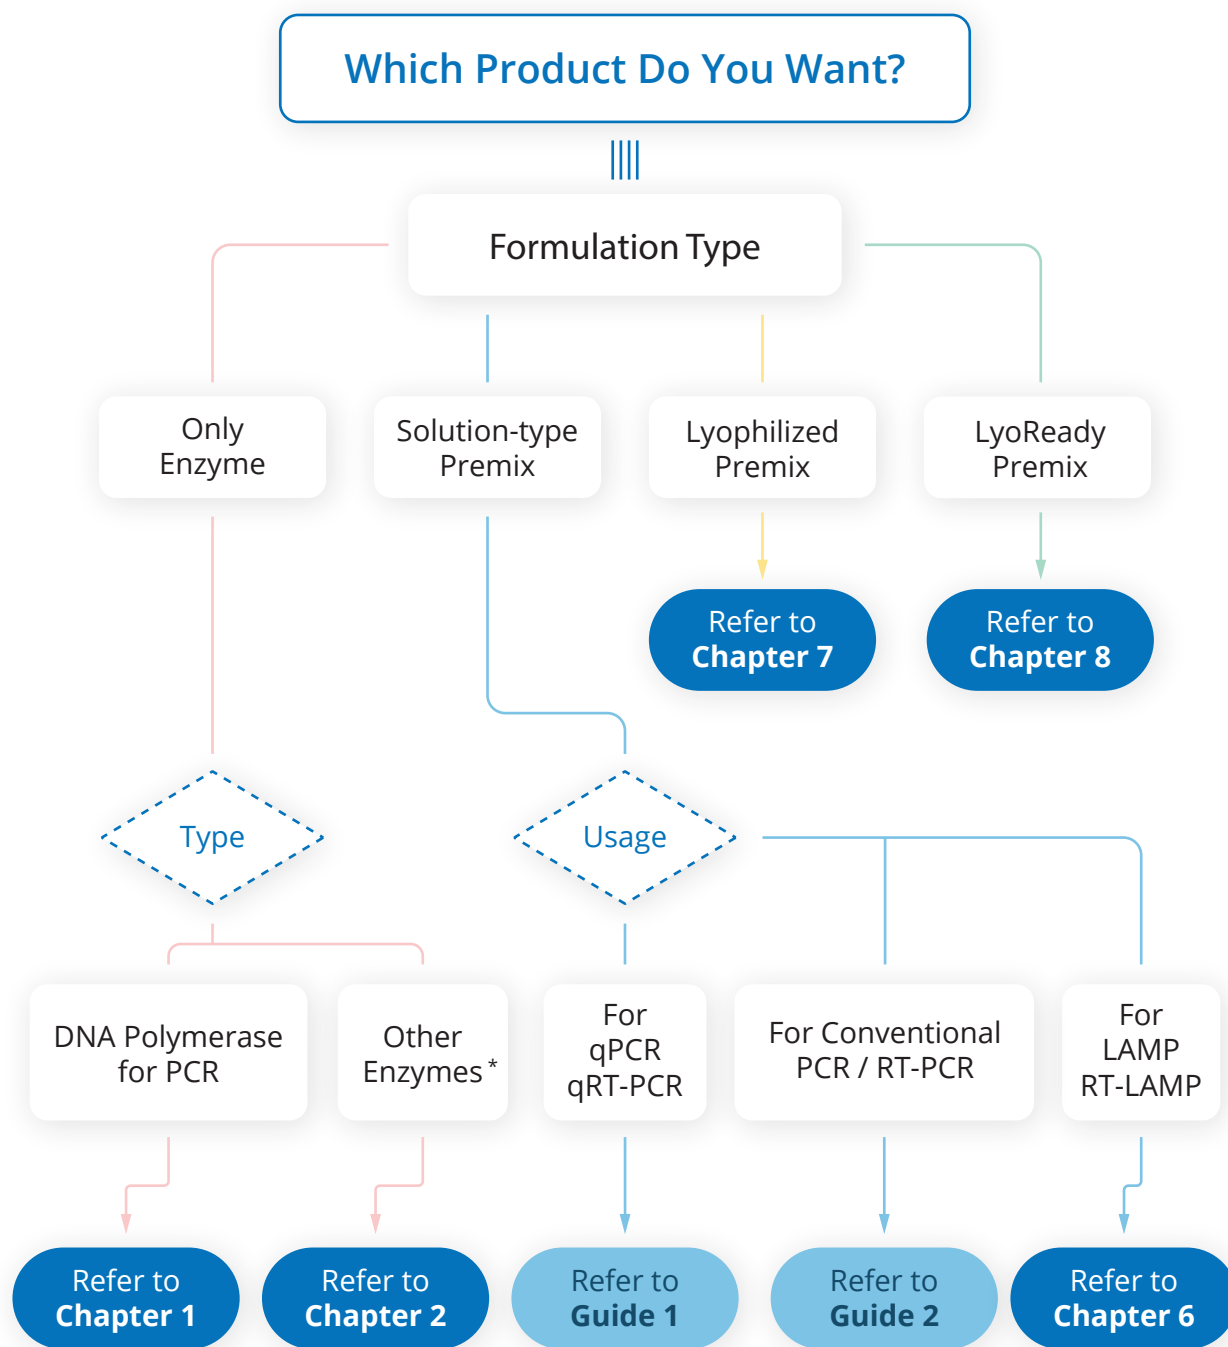 Which Product Do You Want?
Formulation Type
Only
Enzyme
Solution-type
Premix
Lyophilized
Premix
LyoReady
Premix
Refer to
Chapter 7
Refer to
Chapter 8
Type
Usage
DNA Polymerase
for PCR
Other
Enzymes *
For
qPCR
qRT-PCR
For Conventional
PCR / RT-PCR
For
LAMP
RT-LAMP
Refer to
Chapter 1
Refer to
Chapter 2
Refer to
Guide 1
Refer to
Guide 2
Refer to
Chapter 6